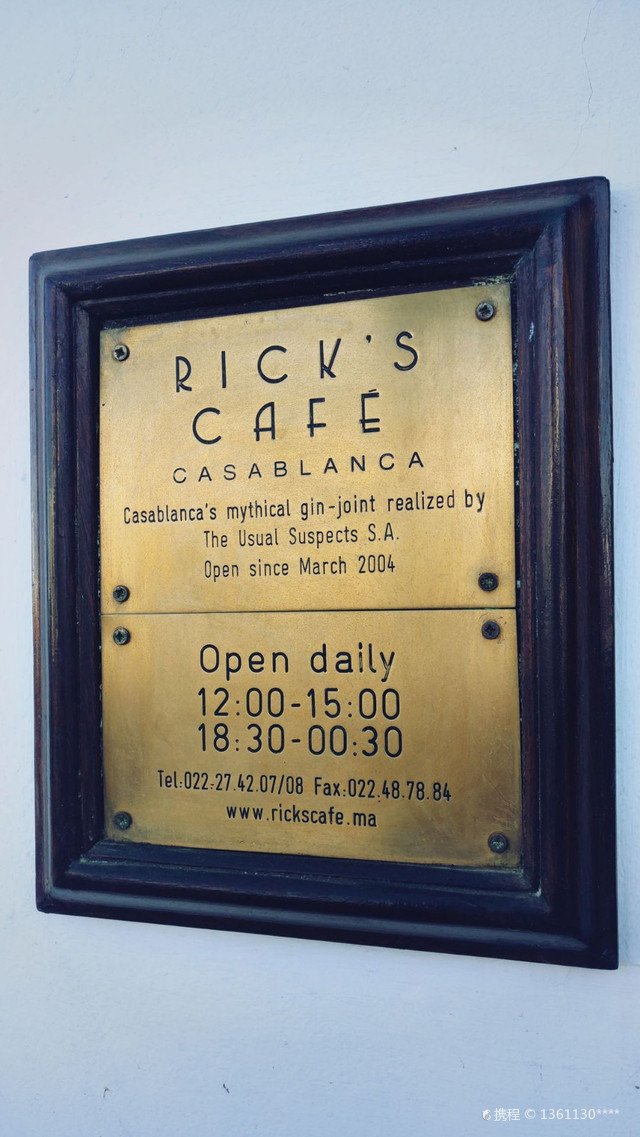 RICK'S
CAFÉ
CASABLANCA
Casablanca's mythical gin-joint realized by
The Usual Suspects S.A.
Open since March 2004
Open daily
12:00-15:00
18:30-00:30
Tel:022.27.42.07/08 Fax:022.48.78.84
www.rickscafe.ma
携程 © 1361130****